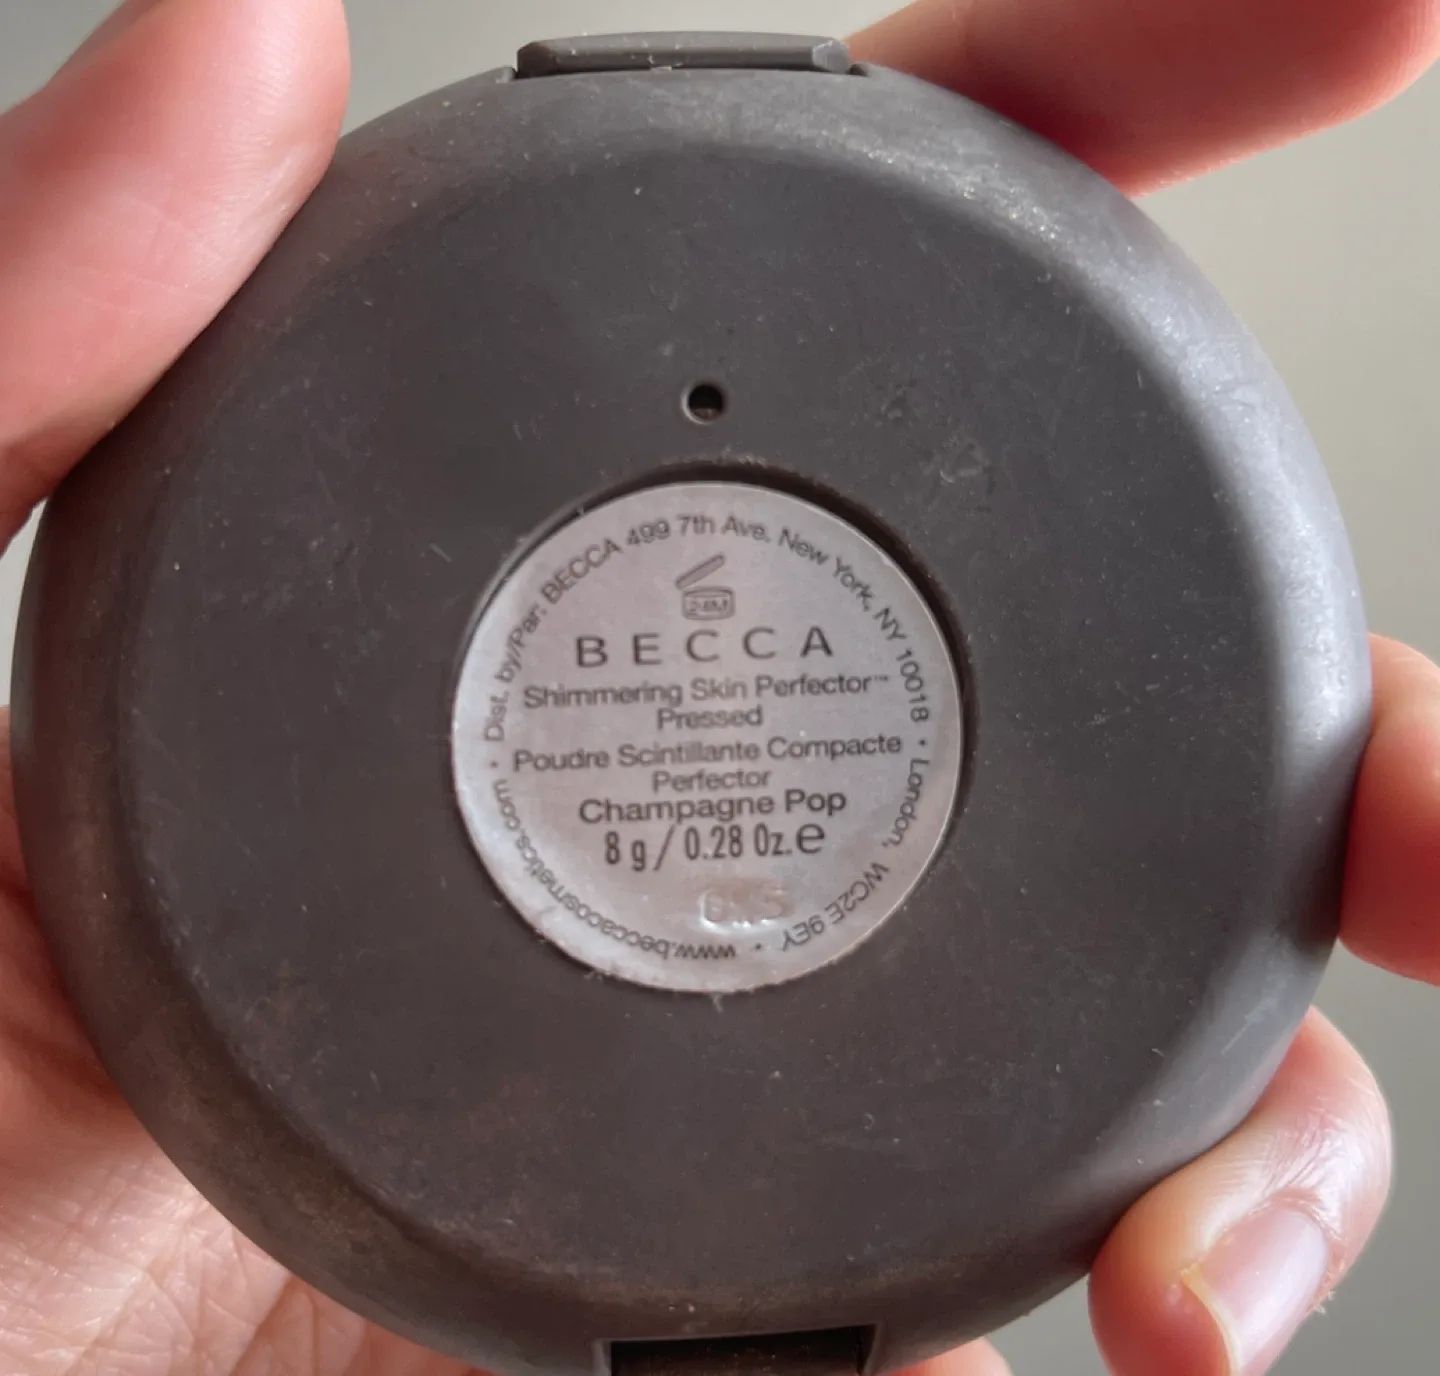 Dist. by/Par: BECCA 499 7th Ave. New York, NY 10018 • London, WC2E 9EY • www.beccacosmetics.com •
24M
BECCA
Shimmering Skin Perfector™
Pressed
Poudre Scintillante Compacte
Perfector
Champagne Pop
8 g / 0.28 Oz. e